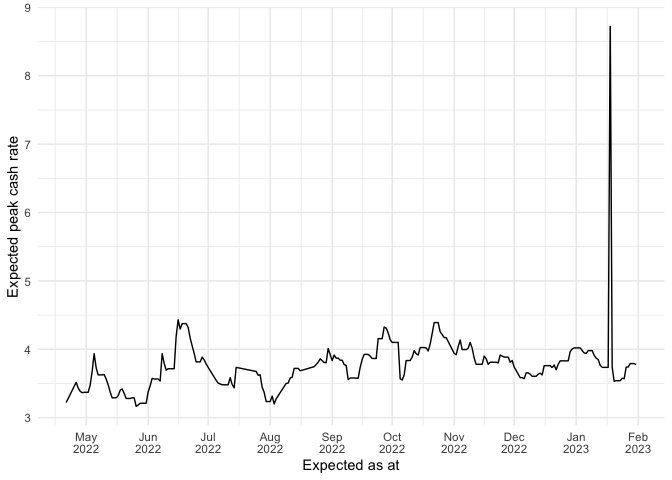 9
8
7
6
5
4
3
Expected peak cash rate
May Jun Jul Aug Sep Oct Nov Dec Jan Feb
2022 2022 2022 2022 2022 2022 2022 2022 2023 2023
Expected as at